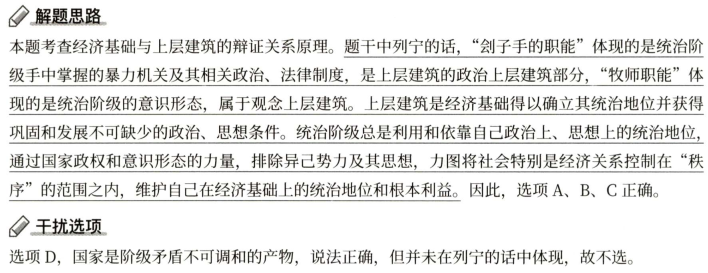 解题思路
本题考查经济基础与上层建筑的辩证关系原理。题干中列宁的话，“刽子手的职能”体现的是统治阶
级手中掌握的暴力机关及其相关政治、法律制度，是上层建筑的政治上层建筑部分，“牧师职能”体
现的是统治阶级的意识形态，属于观念上层建筑。上层建筑是经济基础得以确立其统治地位并获得
巩固和发展不可缺少的政治、思想条件。统治阶级总是利用和依靠自己政治上、思想上的统治地位，
通过国家政权和意识形态的力量，排除异己势力及其思想，力图将社会特别是经济关系控制在“秩
序”的范围之内，维护自己在经济基础上的统治地位和根本利益。因此，选项 A、B、C 正确。
干扰选项
选项 D，国家是阶级矛盾不可调和的产物，说法正确，但并未在列宁的话中体现，故不选。